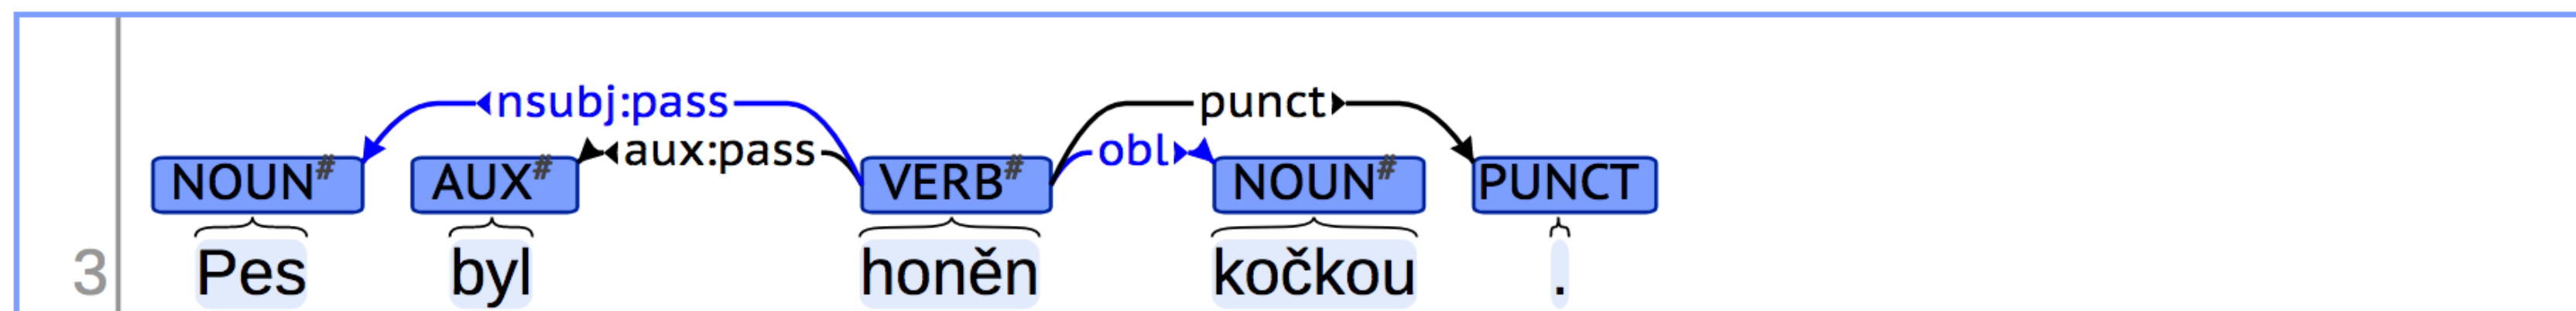 nsubj:pass punct
aux:pass obl
NOUN# AUX# VERB# NOUN# PUNCT
3 Pes byl honěn kočkou .